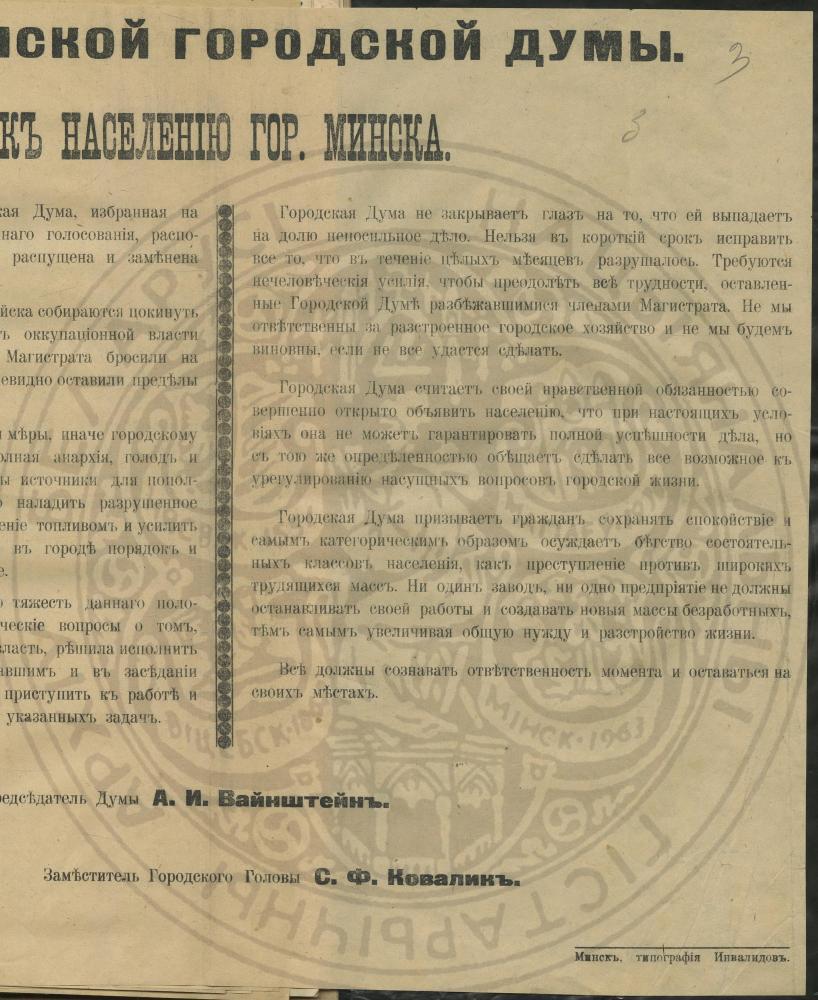 НСКОЙ ГОРОДСКОЙ ДУМЫ.
3
3
КЪ НАСЕЛЕНІЮ ГОР. МИНСКА.
кая Дума, избранная на
наго голосованія, распо-
распущена и замѣнена
йска собираются покинуть
ъ оккупаціонной власти
Магистрата бросили на
евидно оставили предѣлы
и мѣры, иначе городскому
олная анархія, голодъ и
ы источники для попол-
о наладить разрушенное
еніе топливомъ и усилить
въ городѣ порядокъ и
е.
ю тяжесть даннаго поло-
ческіе вопросы о томъ,
власть, рѣшила исполнить
авшимъ и въ засѣданіи
приступить къ работѣ и
указанныхъ задачъ.
Городская Дума не закрываетъ глазъ на то, что ей выпадаетъ
на долю непосильное дѣло. Нельзя въ короткій срокъ исправить
все то, что въ теченіе цѣлыхъ мѣсяцевъ разрушалось. Требуются
нечеловѣческія усилія, чтобы преодолѣть всѣ трудности, оставлен-
ные Городской Думѣ разбѣжавшимися членами Магистрата. Не мы
отвѣтственны за разстроенное городское хозяйство и не мы будемъ
виновны, если не все удастся сдѣлать.
Городская Дума считаетъ своей нравственной обязанностью со-
вершенно открыто объявить населенію, что при настоящихъ усло-
віяхъ она не можетъ гарантировать полной успѣшности дѣла, но
съ тою же опредѣленностью обѣщаетъ сдѣлать все возможное къ
урегулированію насущныхъ вопросовъ городской жизни.
Городская Дума призываетъ гражданъ сохранять спокойствіе и
самымъ категорическимъ образомъ осуждаетъ бѣгство состоятель-
ныхъ классовъ населенія, какъ преступленіе противъ широкихъ
трудящихся массъ. Ни одинъ заводъ, ни одно предпріятіе не должны
останавливать своей работы и создавать новыя массы безработныхъ,
тѣмъ самымъ увеличивая общую нужду и разстройство жизни.
Всѣ должны сознавать отвѣтственность момента и оставаться на
своихъ мѣстахъ.
редсѣдатель Думы А. И. Вайнштейнъ.
Замѣститель Городского Головы С. Ф. Коваликъ.
Минскъ, типографія Инвалидовъ.
МІНСК·1963
ГІСТАРЫЧНЫ